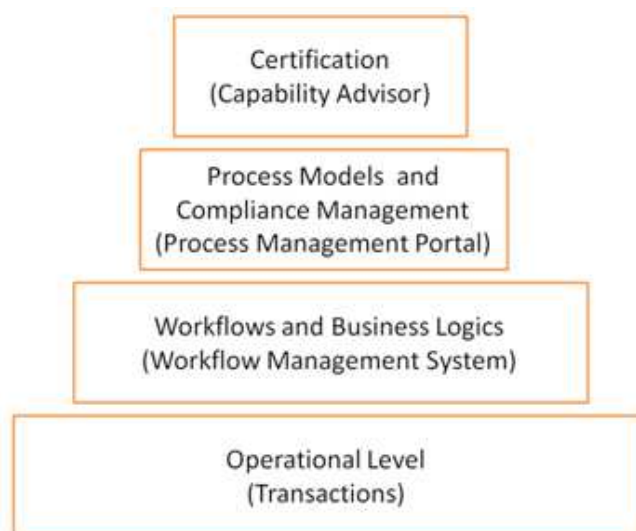 Certification
(Capability Advisor)
Process Models and
Compliance Management
(Process Management Portal)
Workflows and Business Logics
(Workflow Management System)
Operational Level
(Transactions)